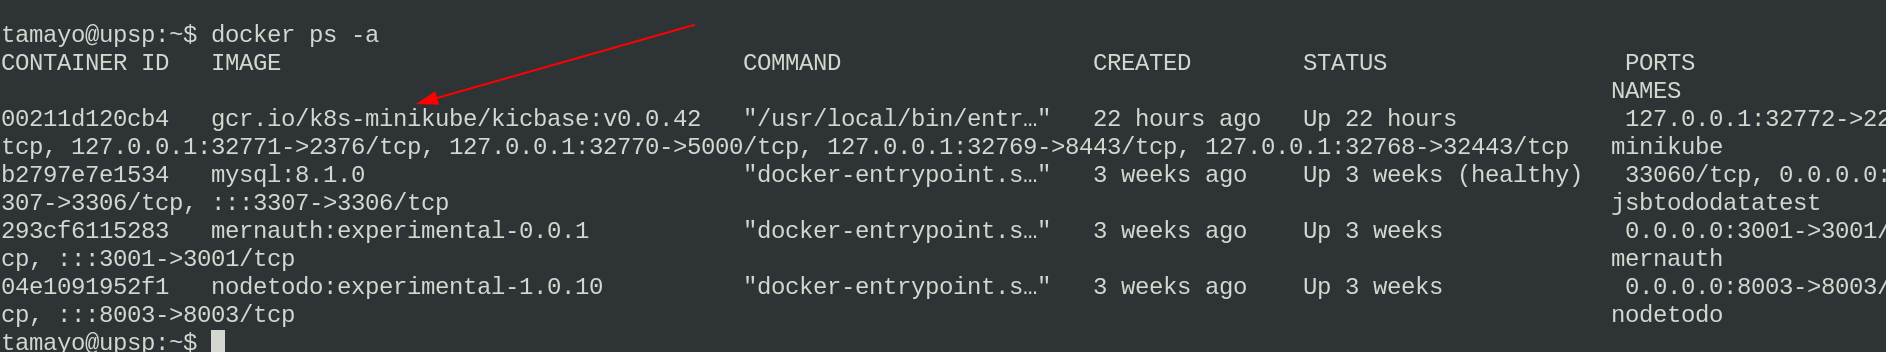 tamayo@upsp:~$ docker ps -a
CONTAINER ID   IMAGE                                 COMMAND                  CREATED        STATUS                 PORTS
NAMES
00211d120cb4   gcr.io/k8s-minikube/kicbase:v0.0.42   "/usr/local/bin/entr…"   22 hours ago   Up 22 hours            127.0.0.1:32772->22
tcp, 127.0.0.1:32771->2376/tcp, 127.0.0.1:32770->5000/tcp, 127.0.0.1:32769->8443/tcp, 127.0.0.1:32768->32443/tcp   minikube
b2797e7e1534   mysql:8.1.0                           "docker-entrypoint.s…"   3 weeks ago    Up 3 weeks (healthy)   33060/tcp, 0.0.0.0:
307->3306/tcp, :::3307->3306/tcp   jsbtododatatest
293cf6115283   mernauth:experimental-0.0.1           "docker-entrypoint.s…"   3 weeks ago    Up 3 weeks             0.0.0.0:3001->3001/
cp, :::3001->3001/tcp   mernauth
04e1091952f1   nodetodo:experimental-1.0.10          "docker-entrypoint.s…"   3 weeks ago    Up 3 weeks             0.0.0.0:8003->8003/
cp, :::8003->8003/tcp   nodetodo
tamayo@upsp:~$